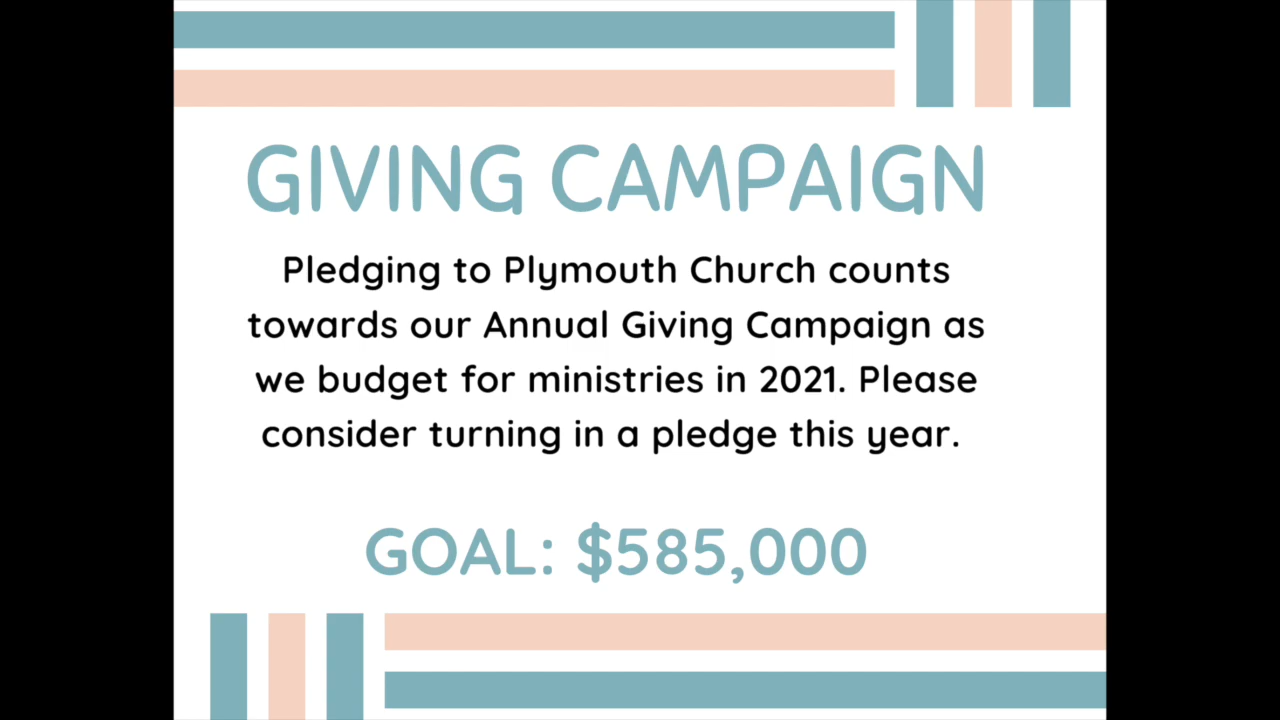 GIVING CAMPAIGN
Pledging to Plymouth Church counts
towards our Annual Giving Campaign as
we budget for ministries in 2021. Please
consider turning in a pledge this year.
GOAL: $585,000